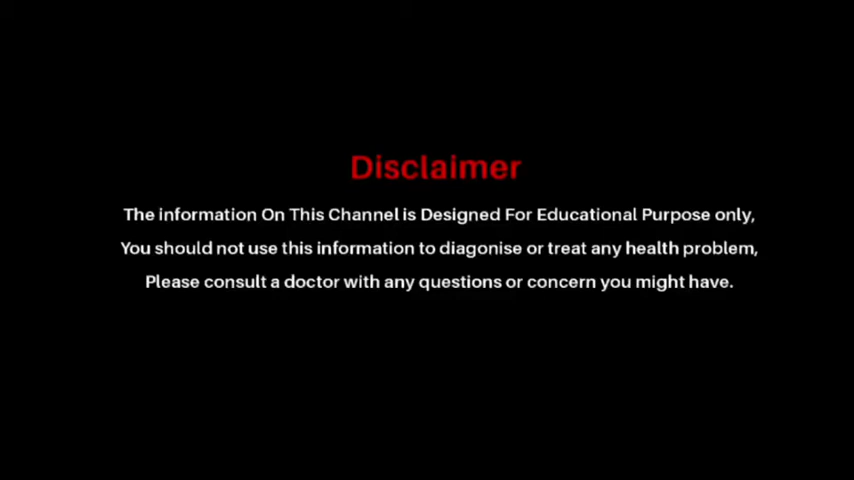 Disclaimer
The information On This Channel is Designed For Educational Purpose only,
You should not use this information to diagonise or treat any health problem,
Please consult a doctor with any questions or concern you might have.